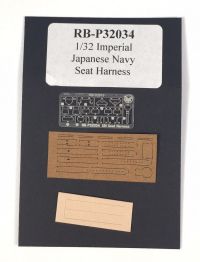 RB-P32034
1/32 Imperial
Japanese Navy
Seat Harness